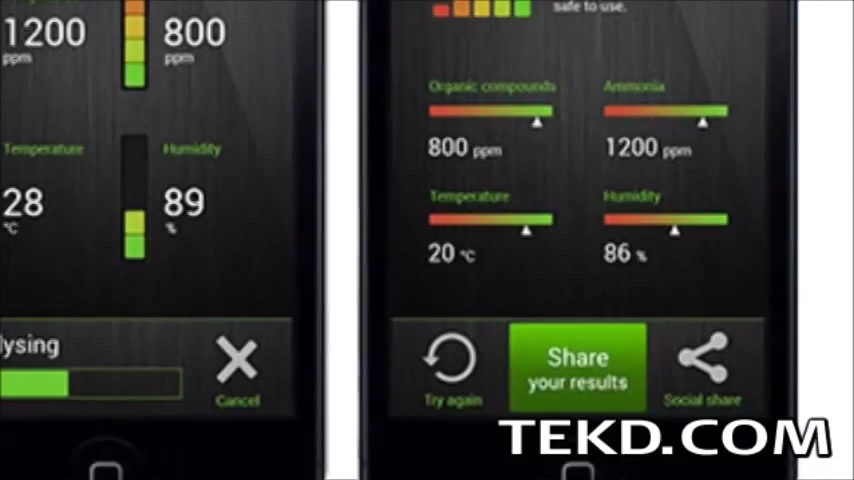 1200
ppm
800
ppm
Temperature
Humidity
28
°C
89
%
lysing
Cancel
safe to use.
Organic compounds
Ammonia
800 ppm
1200 ppm
Temperature
Humidity
20 °C
86 %
Try again
Share
your results
Social share
TEKD.COM